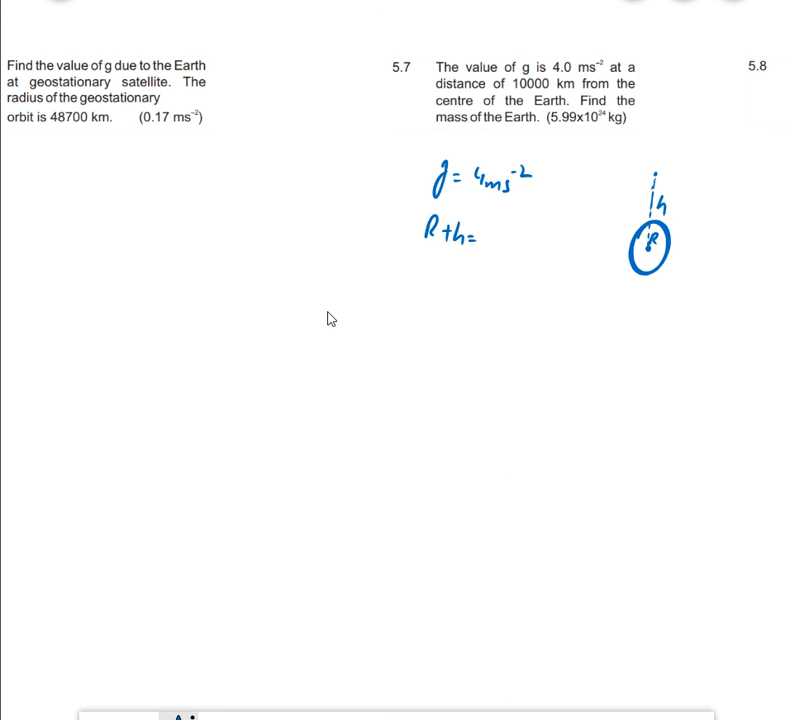 Find the value of g due to the Earth
at geostationary satellite. The
radius of the geostationary
orbit is 48700 km. (0.17 ms⁻²)
5.7 The value of g is 4.0 ms⁻² at a
distance of 10000 km from the
centre of the Earth. Find the
mass of the Earth. (5.99x10²⁴ kg)
5.8
g = 4ms⁻²
R+h=
h
R